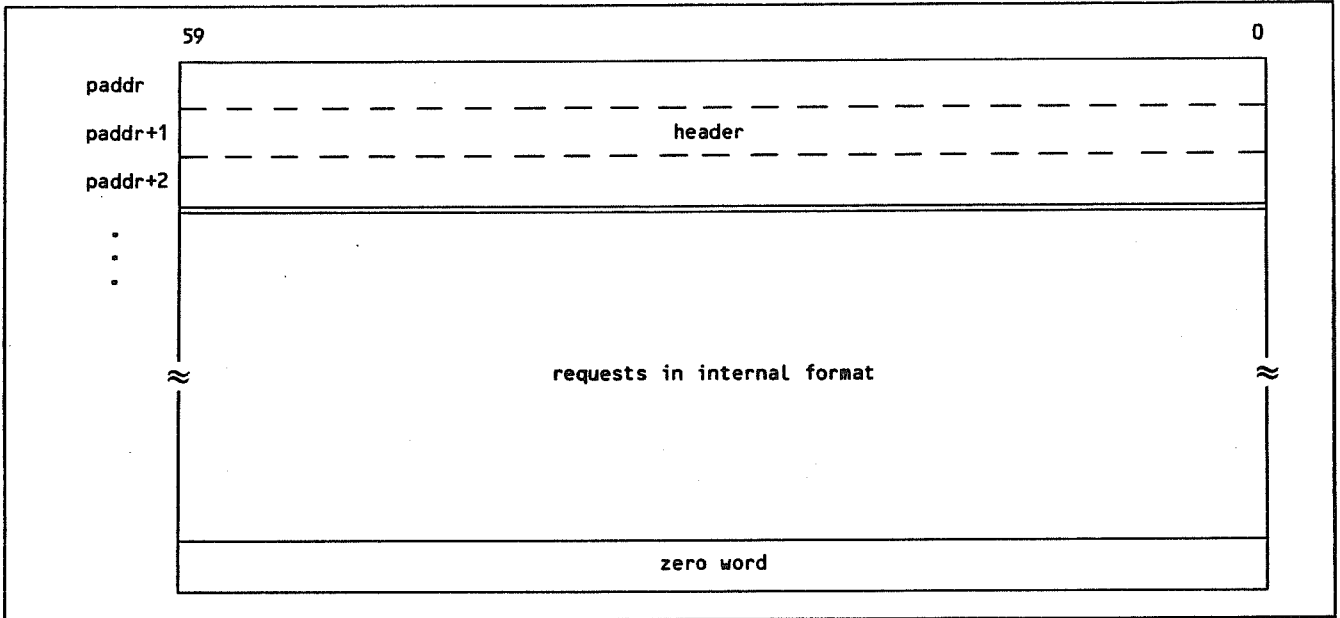 59 0
paddr
paddr+1 header
paddr+2
.
.
.
≈ requests in internal format ≈
zero word